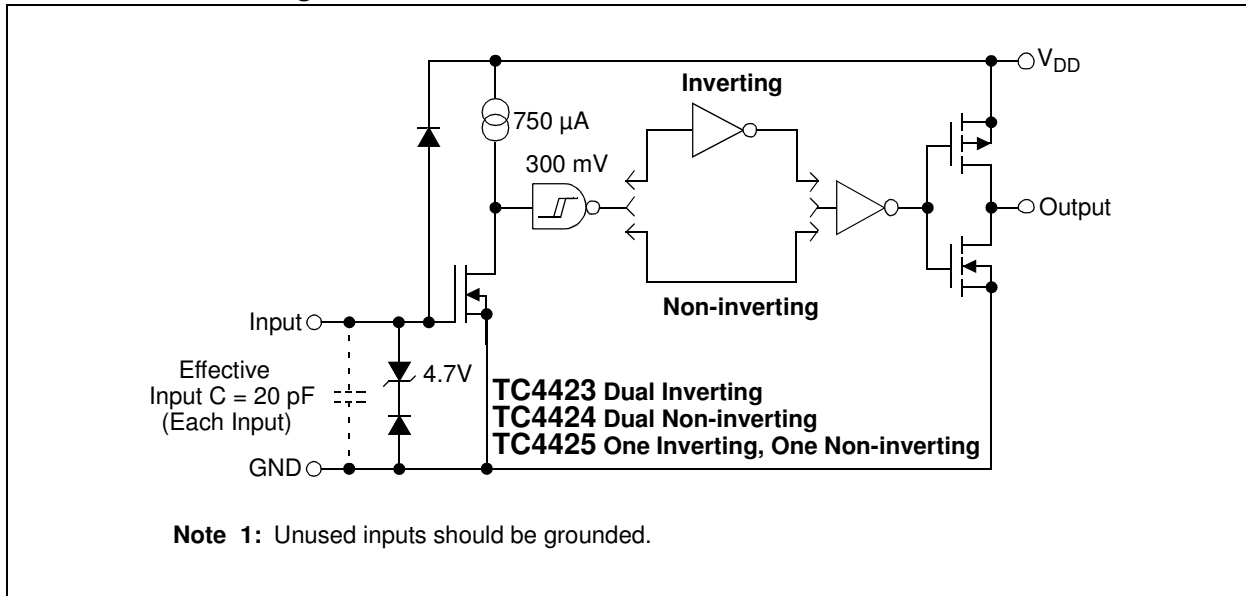 V_DD
Inverting
750 µA
300 mV
Output
Non-inverting
Input
Effective
Input C = 20 pF
(Each Input)
4.7V
TC4423 Dual Inverting
TC4424 Dual Non-inverting
TC4425 One Inverting, One Non-inverting
GND
Note 1: Unused inputs should be grounded.